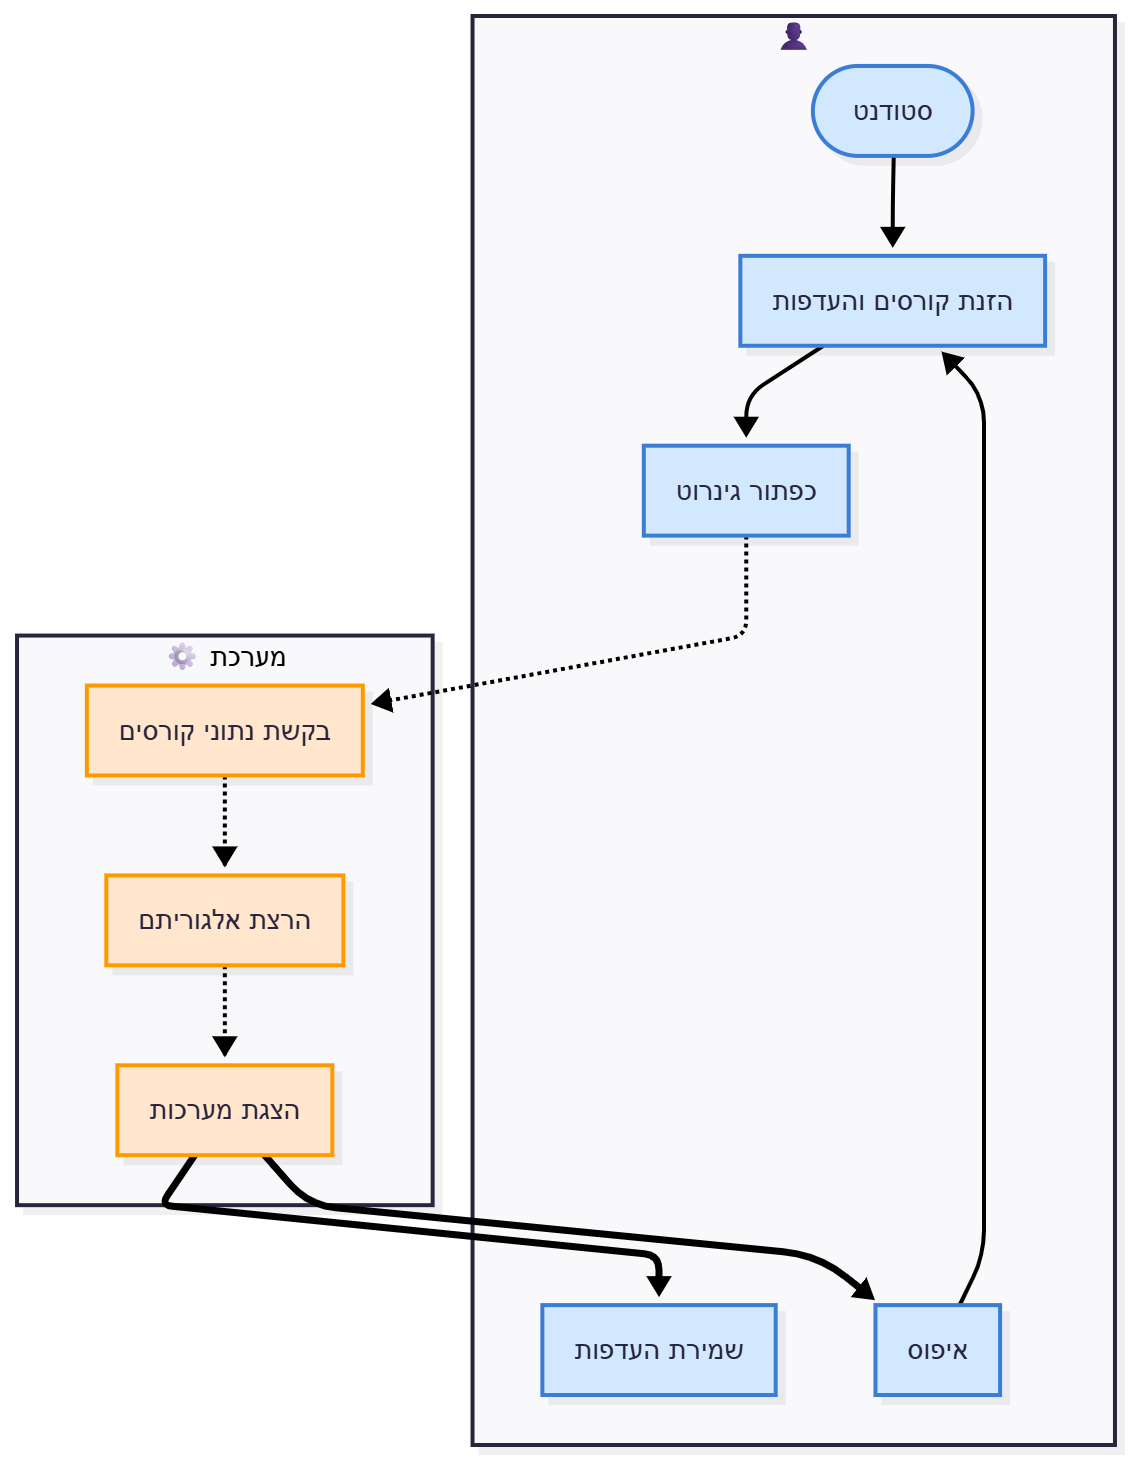 סטודנט
הזנת קורסים והעדפות
כפתור גינרוט
מערכת
בקשת נתוני קורסים
הרצת אלגוריתם
הצגת מערכות
שמירת העדפות
איפוס